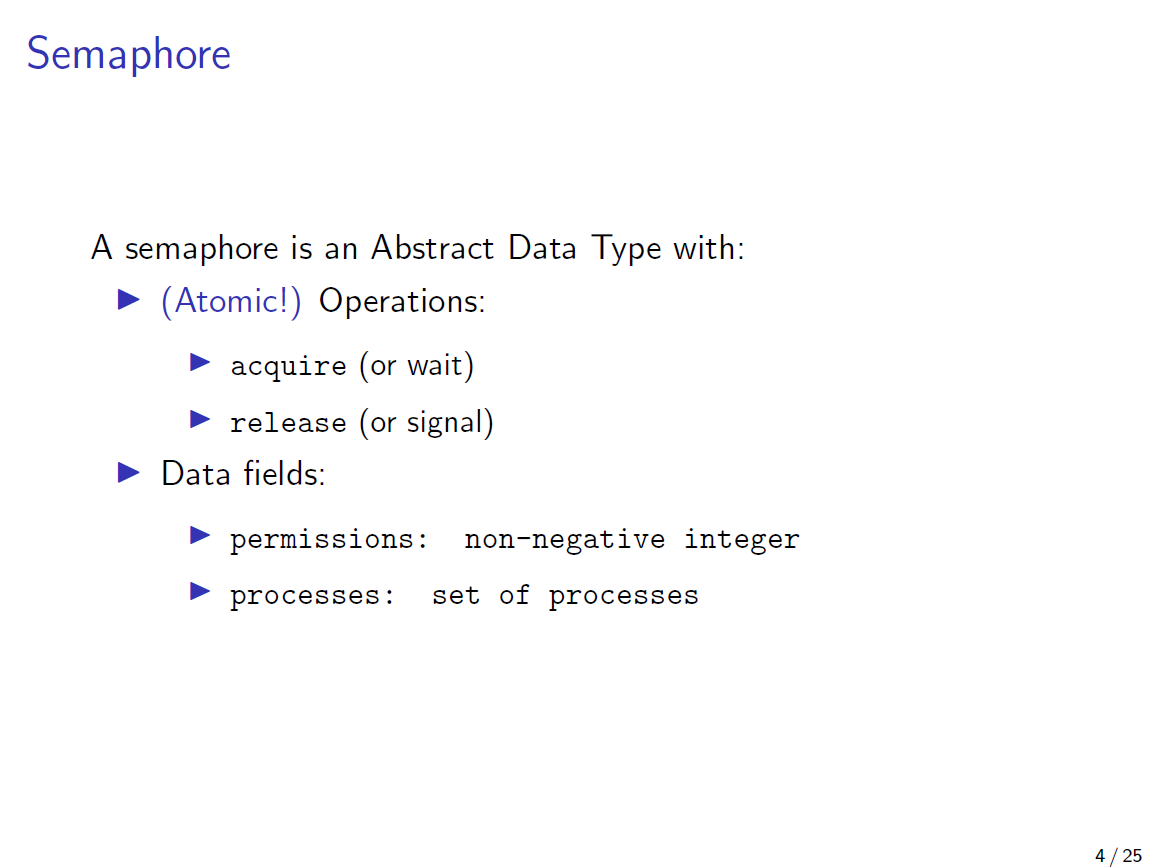 Semaphore
A semaphore is an Abstract Data Type with:
▶ (Atomic!) Operations:
▶ acquire (or wait)
▶ release (or signal)
▶ Data fields:
▶ permissions: non-negative integer
▶ processes: set of processes
4 / 25